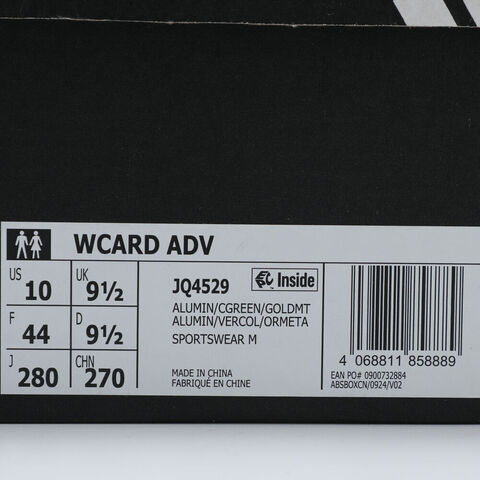 WCARD ADV
US 10 UK 9½
F 44 D 9½
J 280 CHN 270
JQ4529 Inside
ALUMIN/CGREEN/GOLDMT
ALUMIN/VERCOL/ORMETA
SPORTSWEAR M
MADE IN CHINA
FABRIQUÉ EN CHINE
4 068811 858889
EAN PO# 0900732884
ABSBOXCN/0924/V02